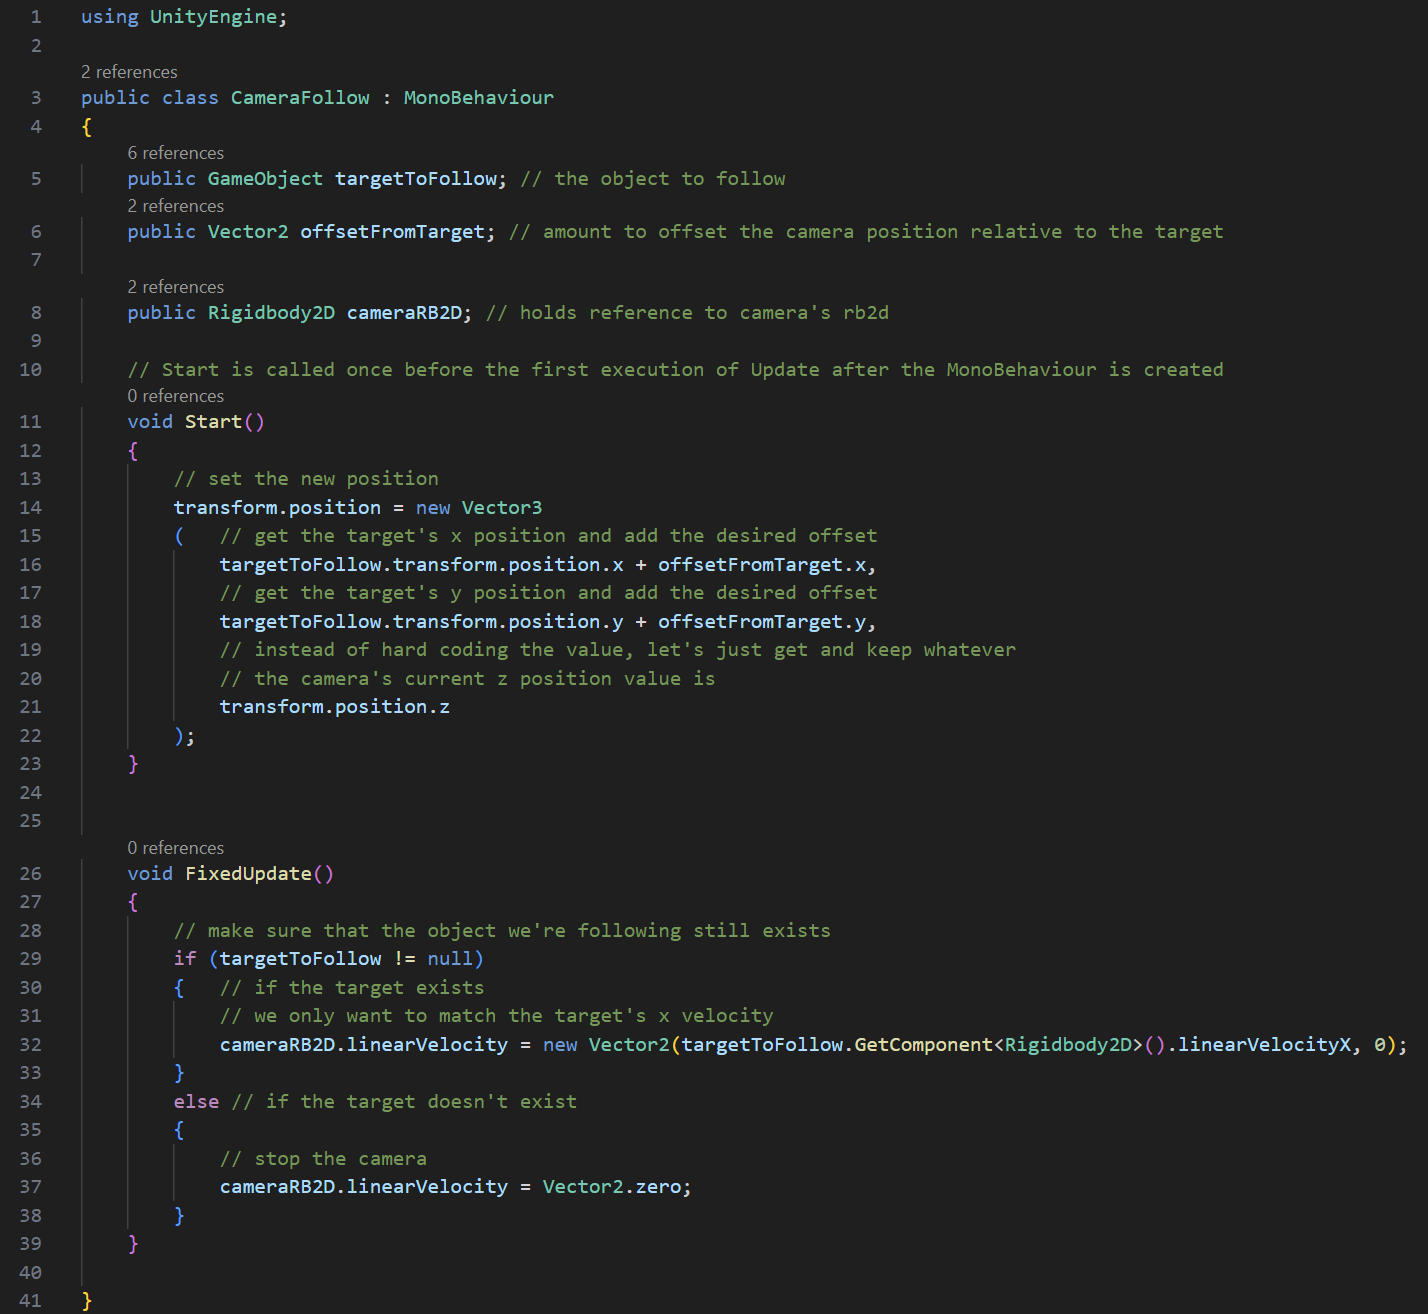 1 using UnityEngine;
2
2 references
3 public class CameraFollow : MonoBehaviour
4 {
6 references
5     public GameObject targetToFollow; // the object to follow
2 references
6     public Vector2 offsetFromTarget; // amount to offset the camera position relative to the target
7
2 references
8     public Rigidbody2D cameraRB2D; // holds reference to camera's rb2d
9
10     // Start is called once before the first execution of Update after the MonoBehaviour is created
0 references
11     void Start()
12     {
13         // set the new position
14         transform.position = new Vector3
15         (   // get the target's x position and add the desired offset
16             targetToFollow.transform.position.x + offsetFromTarget.x,
17             // get the target's y position and add the desired offset
18             targetToFollow.transform.position.y + offsetFromTarget.y,
19             // instead of hard coding the value, let's just get and keep whatever
20             // the camera's current z position value is
21             transform.position.z
22         );
23     }
24
25
0 references
26     void FixedUpdate()
27     {
28         // make sure that the object we're following still exists
29         if (targetToFollow != null)
30         {   // if the target exists
31             // we only want to match the target's x velocity
32             cameraRB2D.linearVelocity = new Vector2(targetToFollow.GetComponent<Rigidbody2D>().linearVelocityX, 0);
33         }
34         else // if the target doesn't exist
35         {
36             // stop the camera
37             cameraRB2D.linearVelocity = Vector2.zero;
38         }
39     }
40
41 }